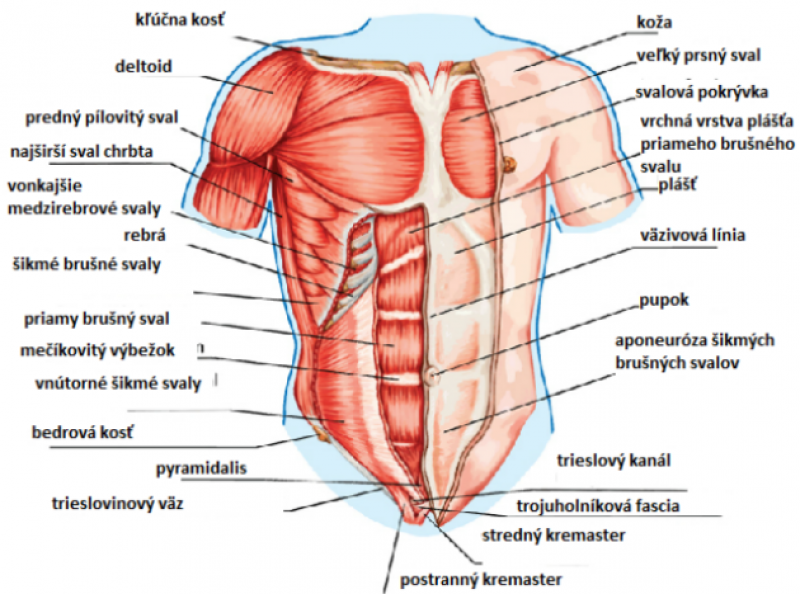 kľúčna kosť
deltoid
predný pílovitý sval
najširší sval chrbta
vonkajšie
medzirebrové svaly
rebrá
šikmé brušné svaly
priamy brušný sval
mečíkovitý výbežok
vnútorné šikmé svaly
bedrová kosť
pyramidalis
trieslovinový väz
koža
veľký prsný sval
svalová pokrývka
vrchná vrstva plášťa
priameho brušného
svalu
plášť
väzivová línia
pupok
aponeuróza šikmých
brušných svalov
trieslový kanál
trojuholníková fascia
stredný kremaster
postranný kremaster